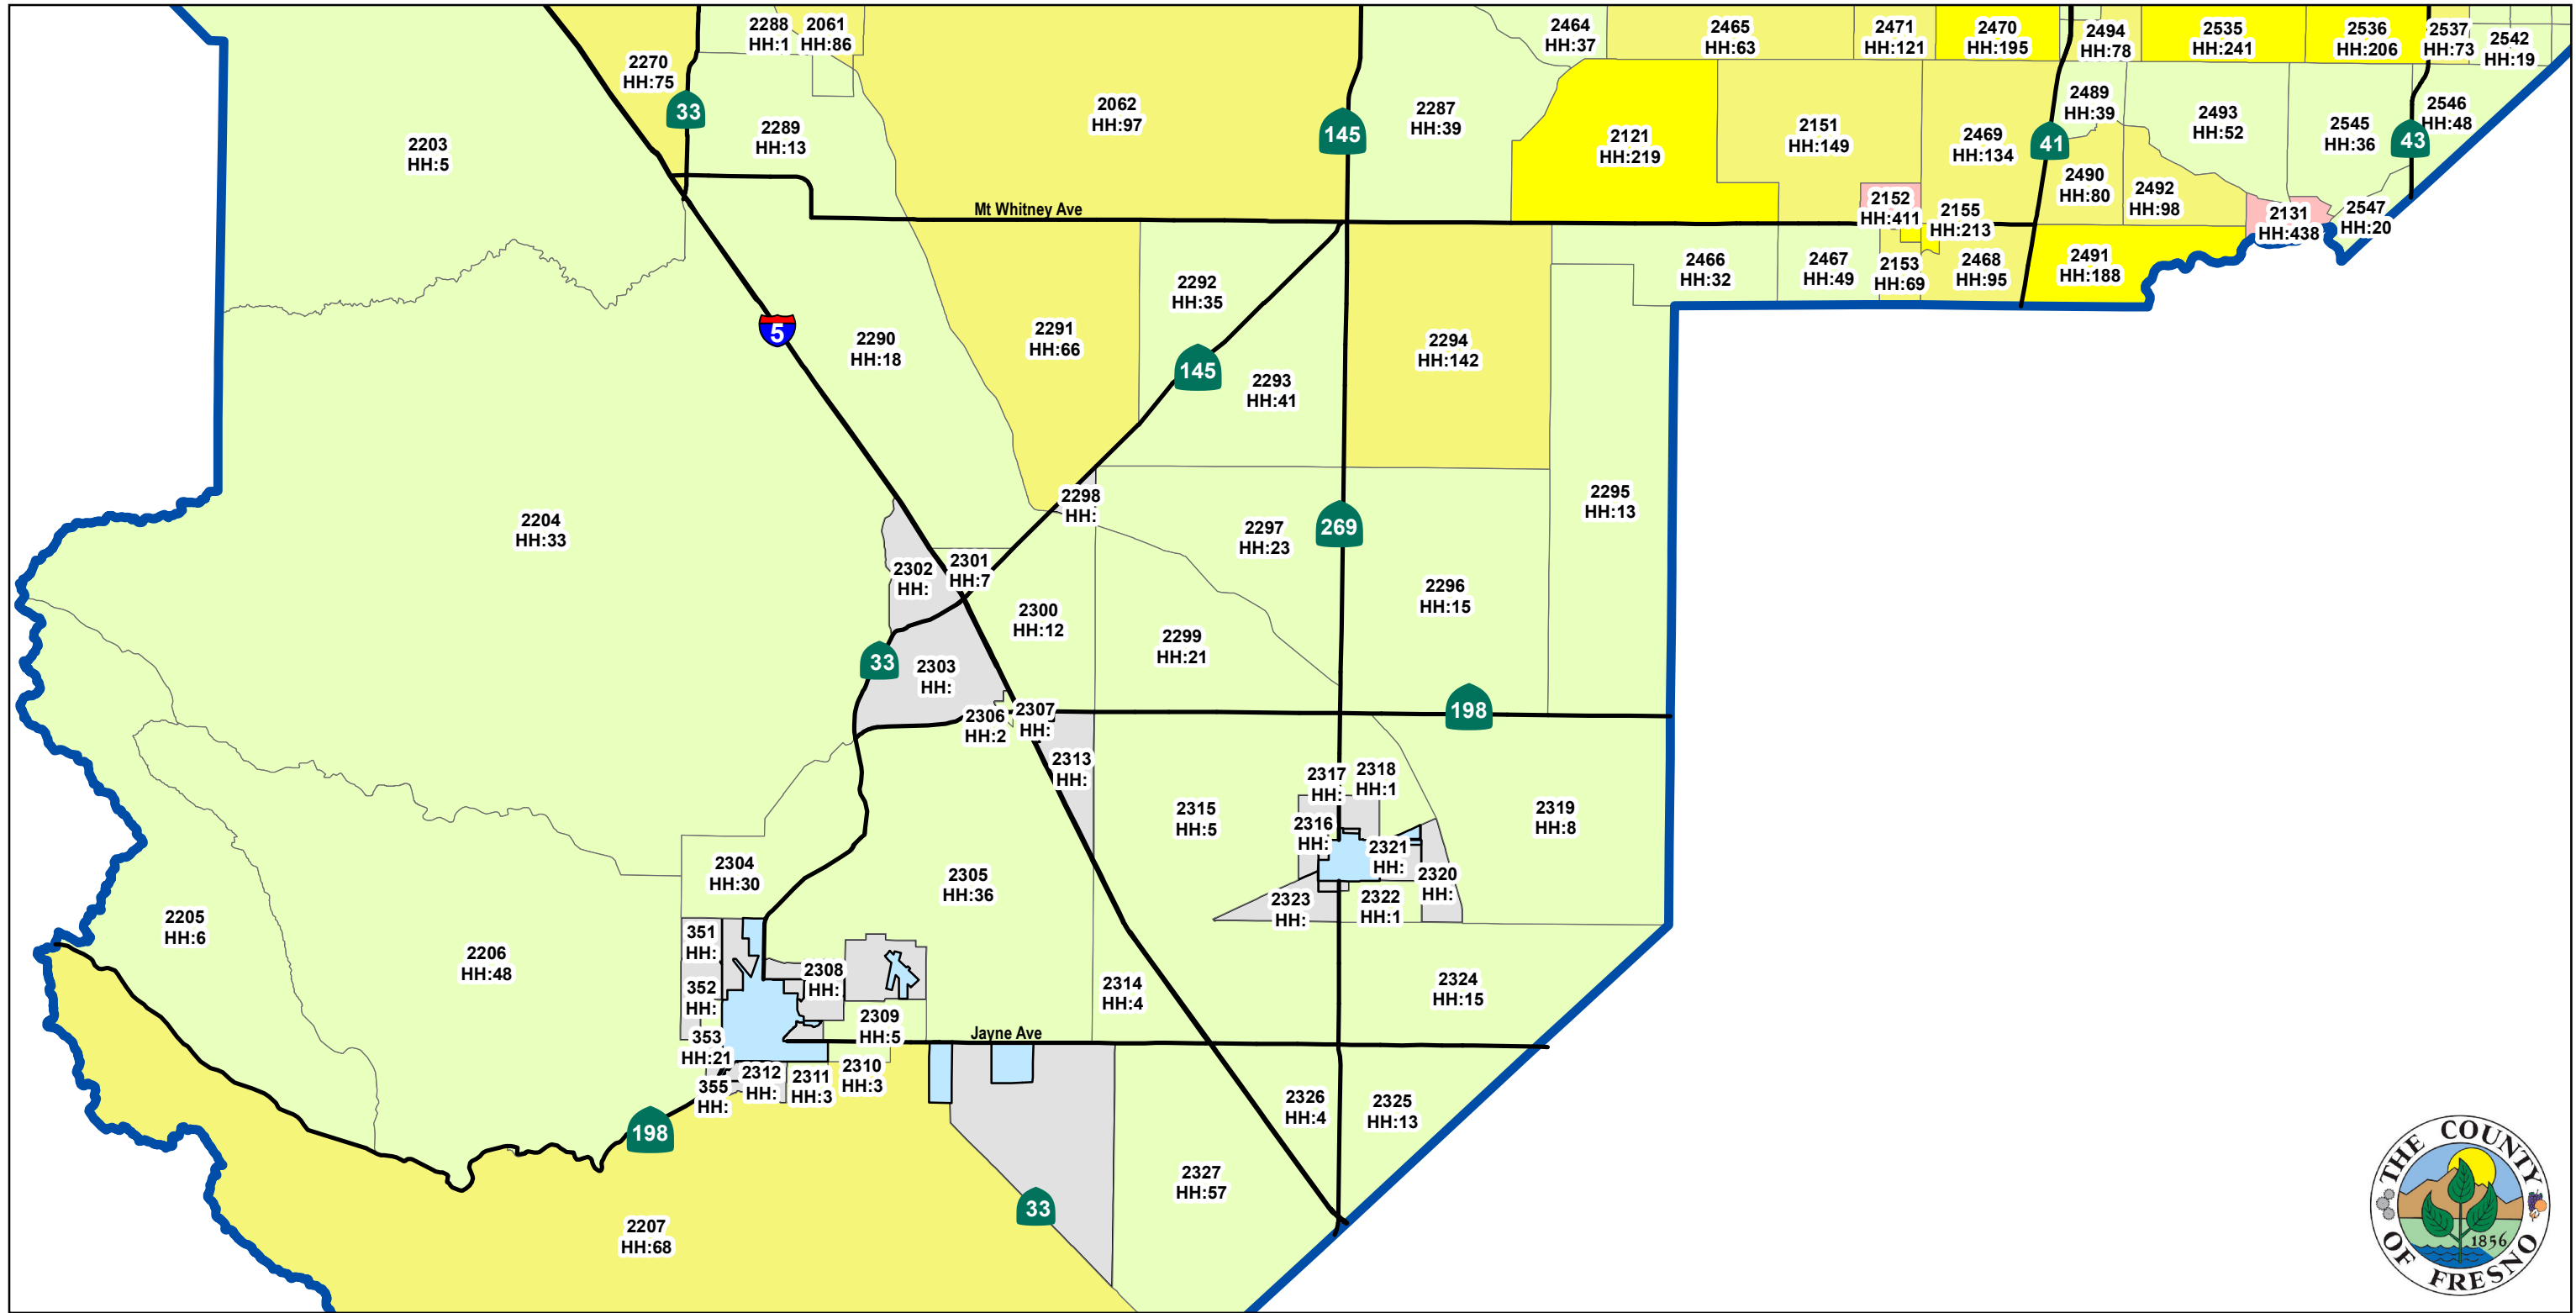 2288
HH:1
2061
HH:86
2464
HH:37
2465
HH:63
2471
HH:121
2470
HH:195
2494
HH:78
2535
HH:241
2536
HH:206
2537
HH:73
2542
HH:19
2270
HH:75
33
2203
HH:5
2289
HH:13
2062
HH:97
145
2287
HH:39
2121
HH:219
2151
HH:149
2469
HH:134
41
2489
HH:39
2493
HH:52
2545
HH:36
2546
HH:48
43
2490
HH:80
2492
HH:98
Mt Whitney Ave
2152
HH:411
2155
HH:213
2131
HH:438
2547
HH:20
2466
HH:32
2467
HH:49
2153
HH:69
2468
HH:95
2491
HH:188
5
2290
HH:18
2291
HH:66
2292
HH:35
145
2293
HH:41
2294
HH:142
2204
HH:33
2298
HH:
2297
HH:23
269
2295
HH:13
2302
HH:
2301
HH:7
2300
HH:12
2299
HH:21
2296
HH:15
33
2303
HH:
2306
HH:2
2307
HH:
198
2313
HH:
2315
HH:5
2317
HH:
2318
HH:1
2319
HH:8
2316
HH:
2321
HH:
2320
HH:
2304
HH:30
2305
HH:36
2323
HH:
2322
HH:1
2205
HH:6
2206
HH:48
351
HH:
352
HH:
2308
HH:
2314
HH:4
2324
HH:15
353
HH:21
2309
HH:5
Jayne Ave
355
HH:
2312
HH:
2311
HH:3
2310
HH:3
2326
HH:4
2325
HH:13
198
2327
HH:57
33
2207
HH:68
THE COUNTY
OF FRESNO
1856